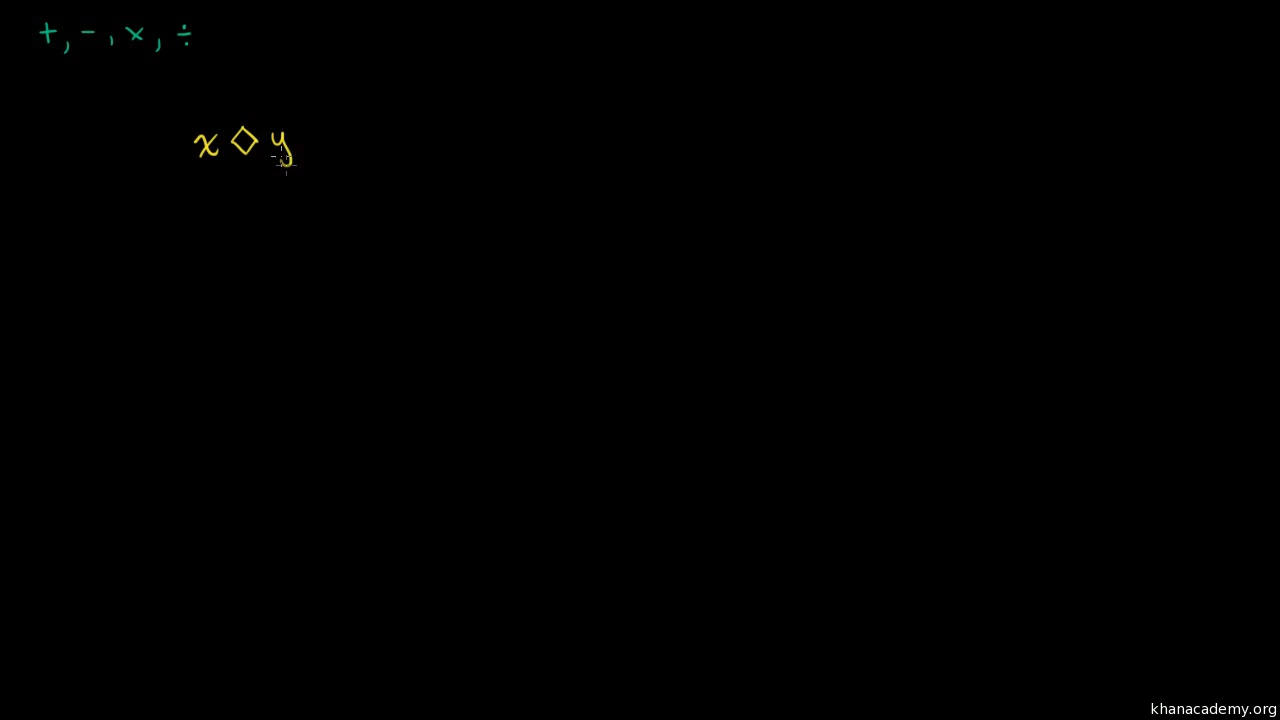 +, -, ×, ÷
x ◇ y
khanacademy.org